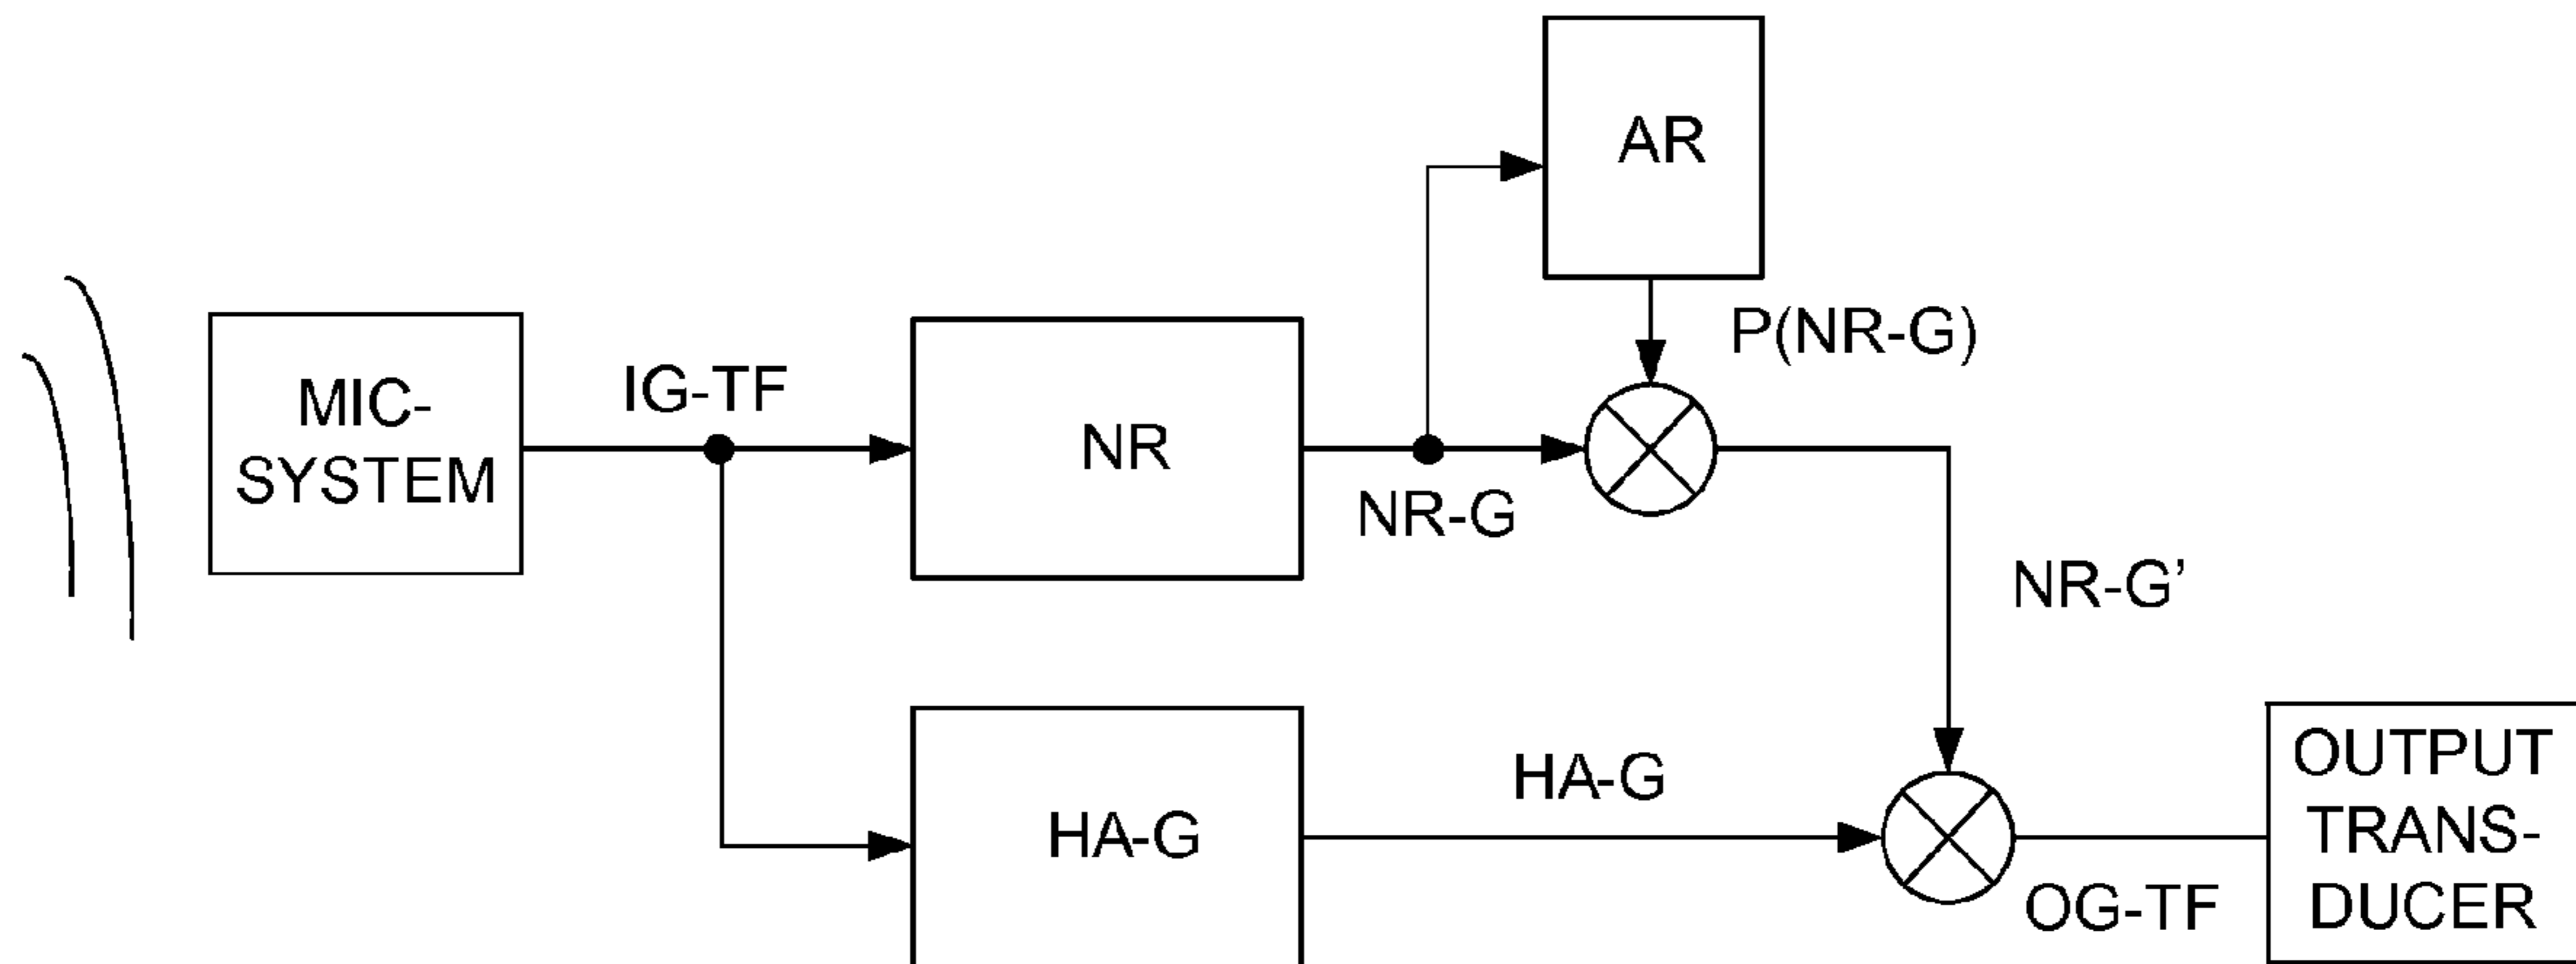 AR
P(NR-G)
MIC-
SYSTEM
IG-TF
NR
NR-G
NR-G’
HA-G
HA-G
OG-TF
OUTPUT
TRANS-
DUCER